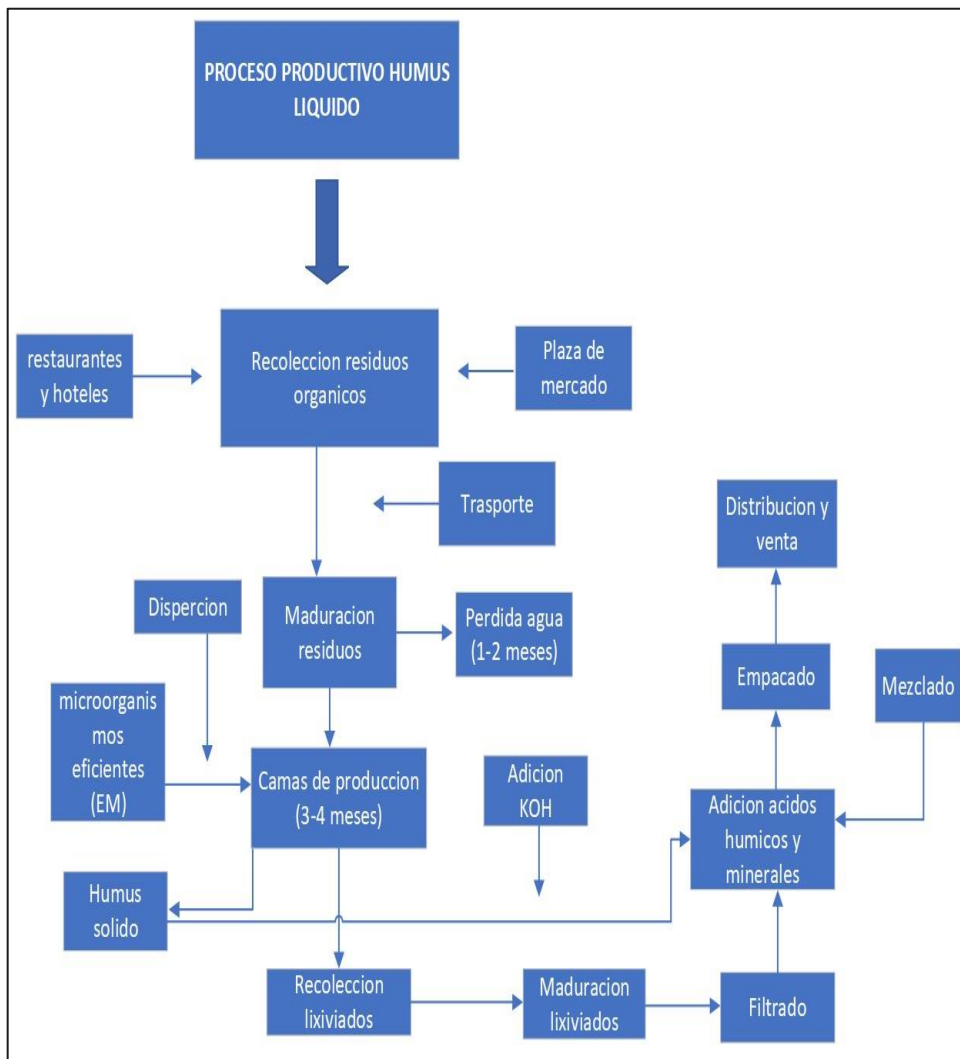 PROCESO PRODUCTIVO HUMUS
LIQUIDO
restaurantes
y hoteles
Recoleccion residuos
organicos
Plaza de
mercado
Trasporte
Distribucion y
venta
Dispercion
Maduracion
residuos
Perdida agua
(1-2 meses)
Empacado
Mezclado
microorganis
mos
eficientes
(EM)
Camas de produccion
(3-4 meses)
Adicion
KOH
Adicion acidos
humicos y
minerales
Humus
solido
Recoleccion
lixiviados
Maduracion
lixiviados
Filtrado